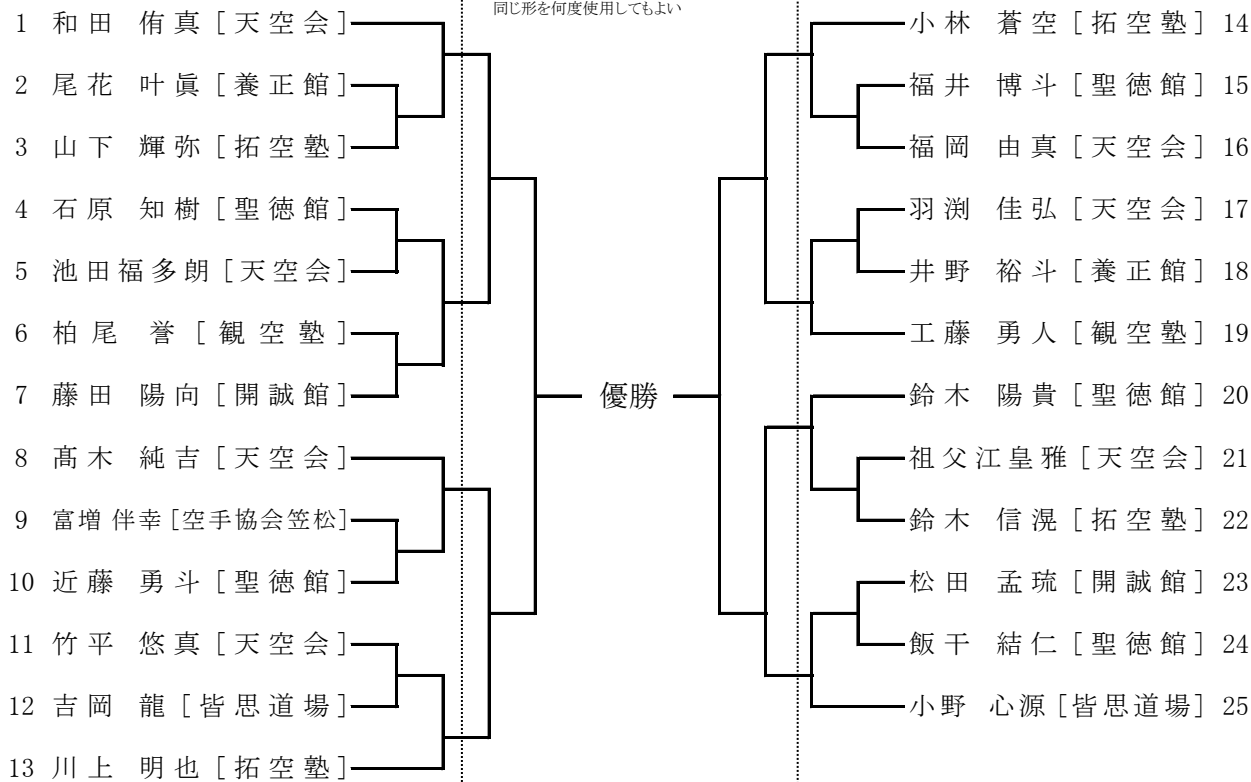 同じ形を何度使用してもよい
1 和田 侑真 [天空会]
2 尾花 叶眞 [養正館]
3 山下 輝弥 [拓空塾]
4 石原 知樹 [聖徳館]
5 池田福多朗 [天空会]
6 柏尾 誉 [観空塾]
7 藤田 陽向 [開誠館]
8 髙木 純吉 [天空会]
9 富増 伴幸 [空手協会笠松]
10 近藤 勇斗 [聖徳館]
11 竹平 悠真 [天空会]
12 吉岡 龍 [皆思道場]
13 川上 明也 [拓空塾]
優勝
小林 蒼空 [拓空塾] 14
福井 博斗 [聖徳館] 15
福岡 由真 [天空会] 16
羽渕 佳弘 [天空会] 17
井野 裕斗 [養正館] 18
工藤 勇人 [観空塾] 19
鈴木 陽貴 [聖徳館] 20
祖父江皇雅 [天空会] 21
鈴木 信滉 [拓空塾] 22
松田 孟琉 [開誠館] 23
飯干 結仁 [聖徳館] 24
小野 心源 [皆思道場] 25